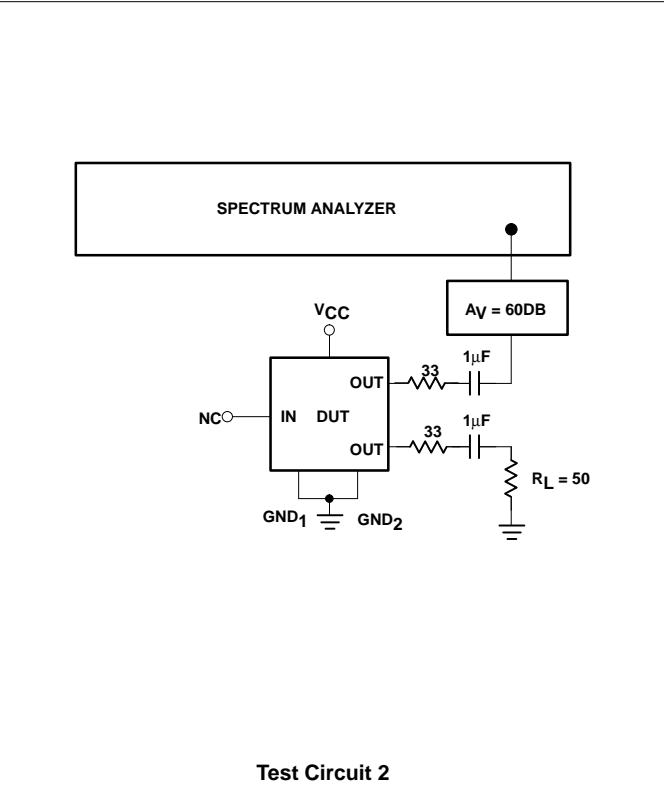 SPECTRUM ANALYZER
AV = 60DB
VCC
1μF
33
OUT
NC
IN DUT
1μF
33
OUT
RL = 50
GND1
GND2
Test Circuit 2